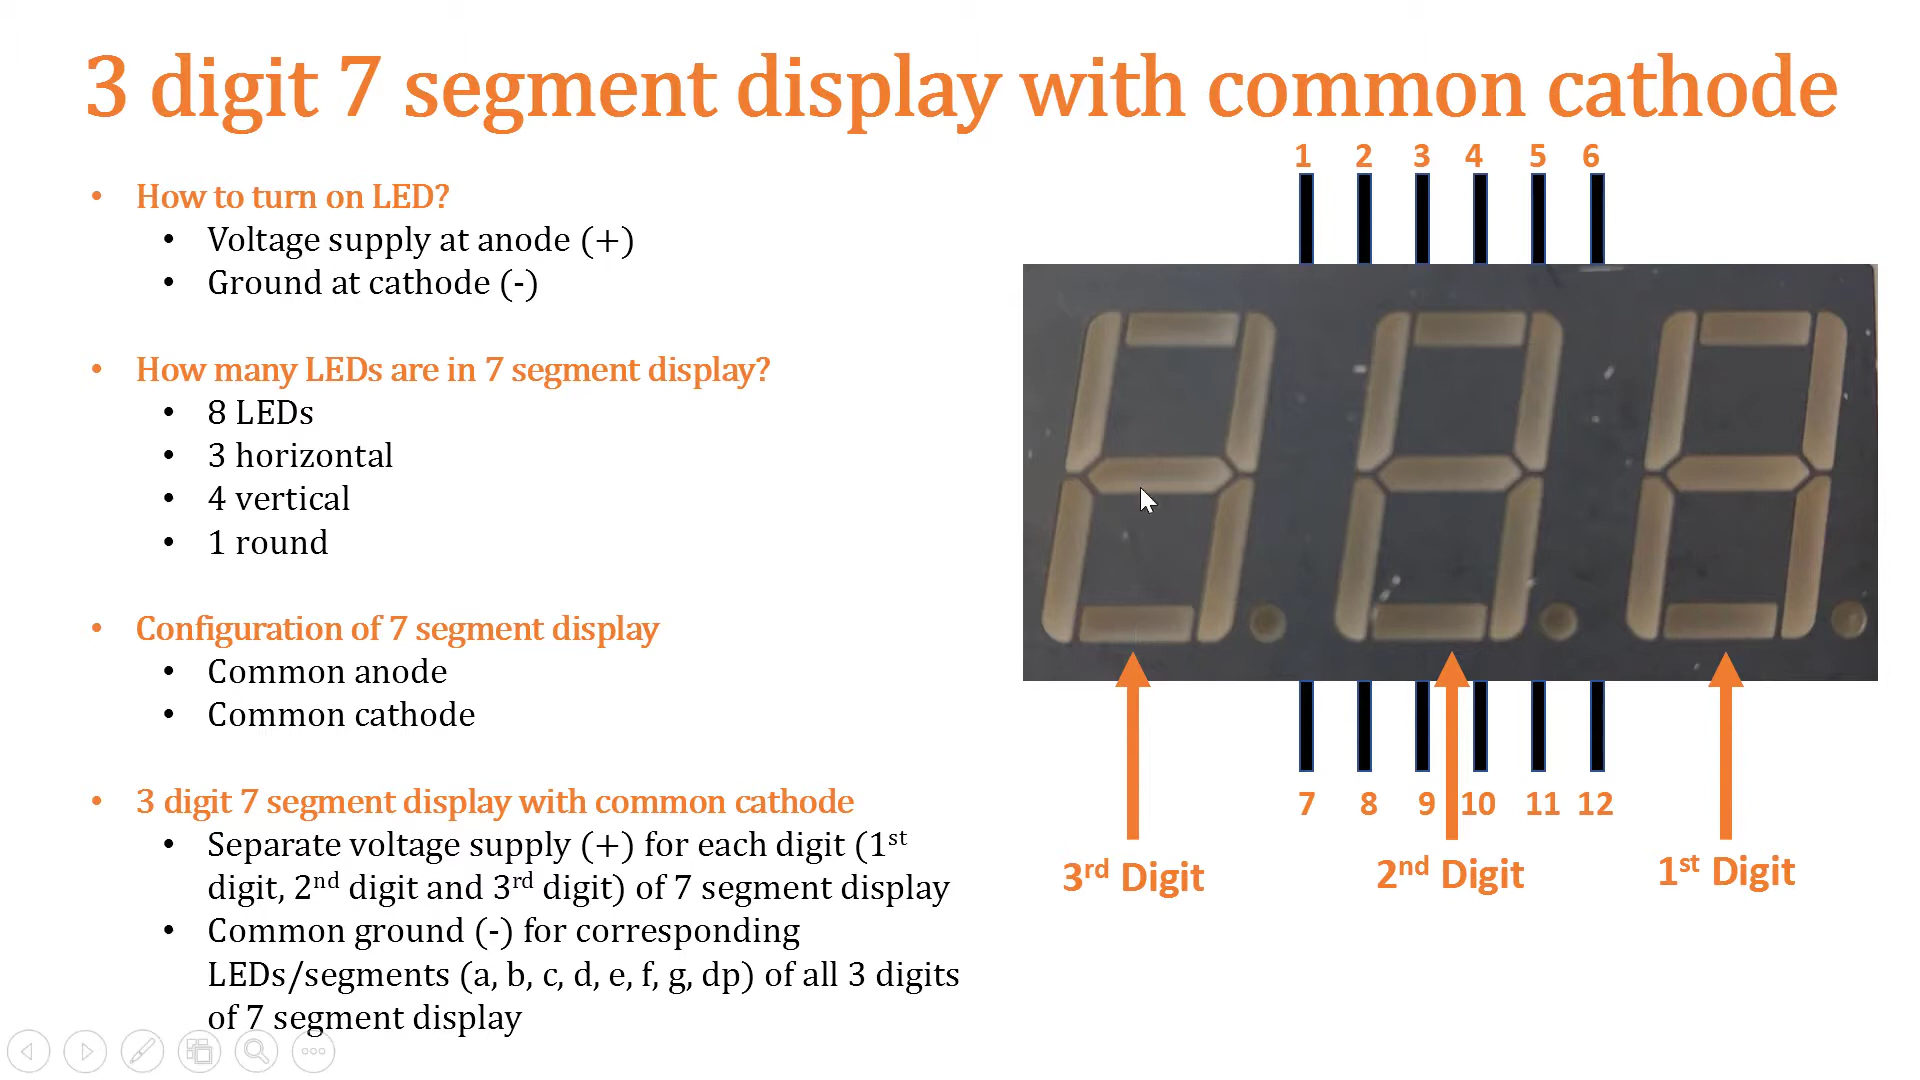 3 digit 7 segment display with common cathode
• How to turn on LED?
• Voltage supply at anode (+)
• Ground at cathode (-)
• How many LEDs are in 7 segment display?
• 8 LEDs
• 3 horizontal
• 4 vertical
• 1 round
• Configuration of 7 segment display
• Common anode
• Common cathode
• 3 digit 7 segment display with common cathode
• Separate voltage supply (+) for each digit (1st
digit, 2nd digit and 3rd digit) of 7 segment display
• Common ground (-) for corresponding
LEDs/segments (a, b, c, d, e, f, g, dp) of all 3 digits
of 7 segment display
1 2 3 4 5 6
7 8 9 10 11 12
3rd Digit 2nd Digit 1st Digit